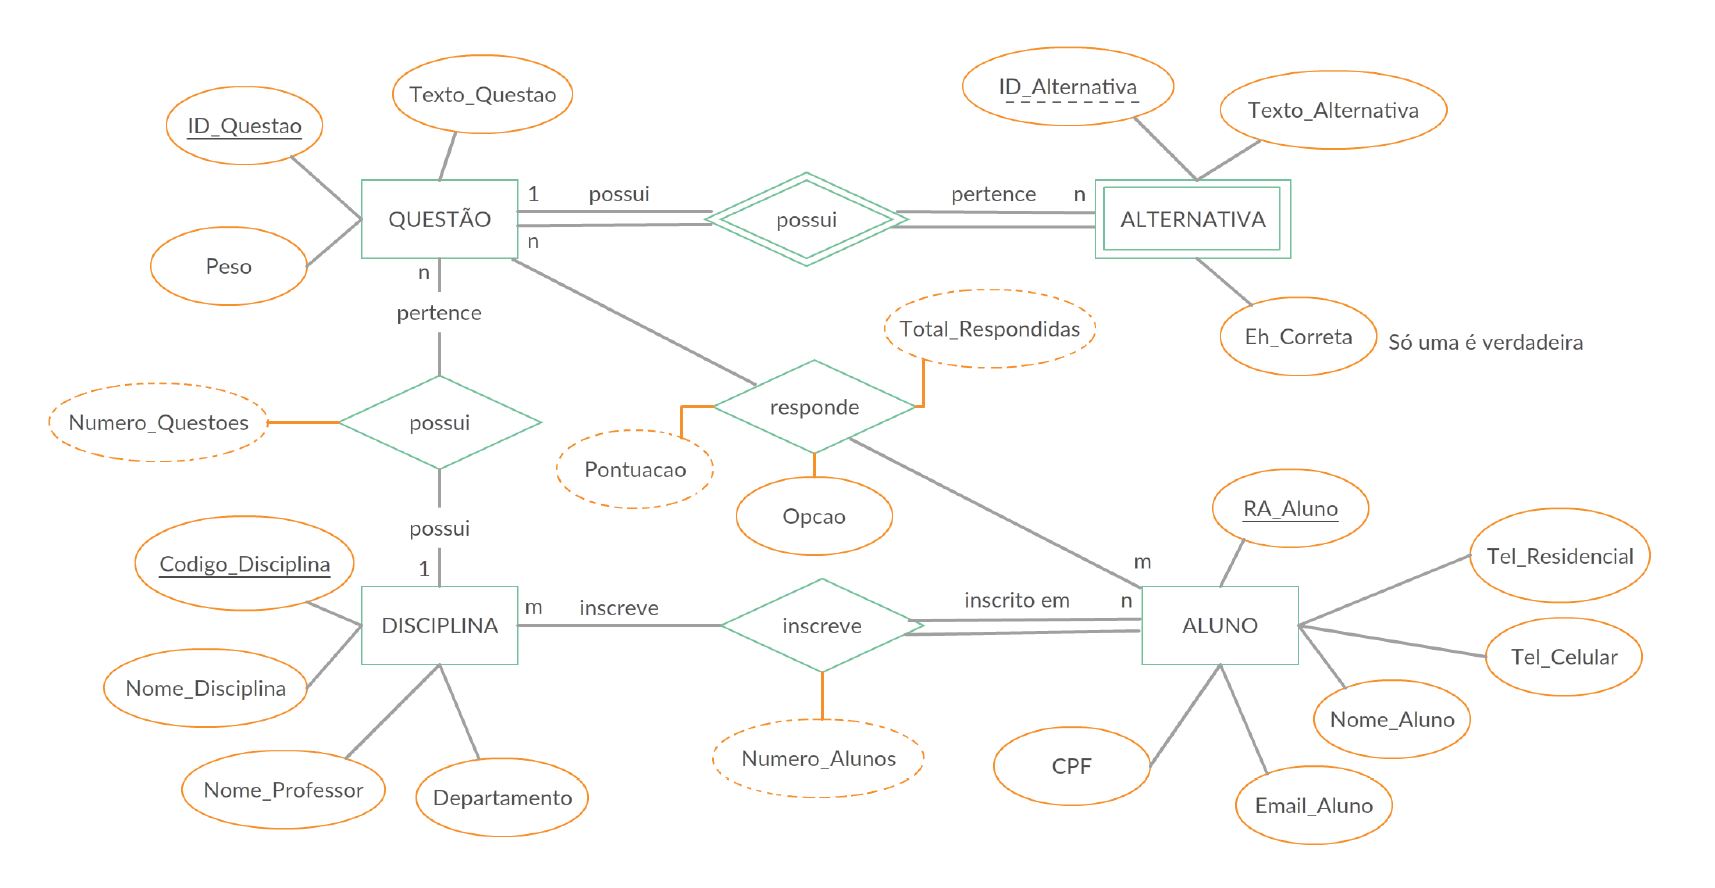 ID_Alternativa
Texto_Questao
Texto_Alternativa
ID_Questao
1
possui
pertence
n
QUESTÃO
possui
ALTERNATIVA
n
Peso
n
pertence
Total_Respondidas
Eh_Correta
Só uma é verdadeira
responde
Numero_Questoes
possui
Pontuacao
Opcao
RA_Aluno
possui
Tel_Residencial
Codigo_Disciplina
1
m
m
inscreve
inscrito em
n
DISCIPLINA
inscreve
ALUNO
Tel_Celular
Nome_Disciplina
Nome_Aluno
Numero_Alunos
CPF
Nome_Professor
Departamento
Email_Aluno